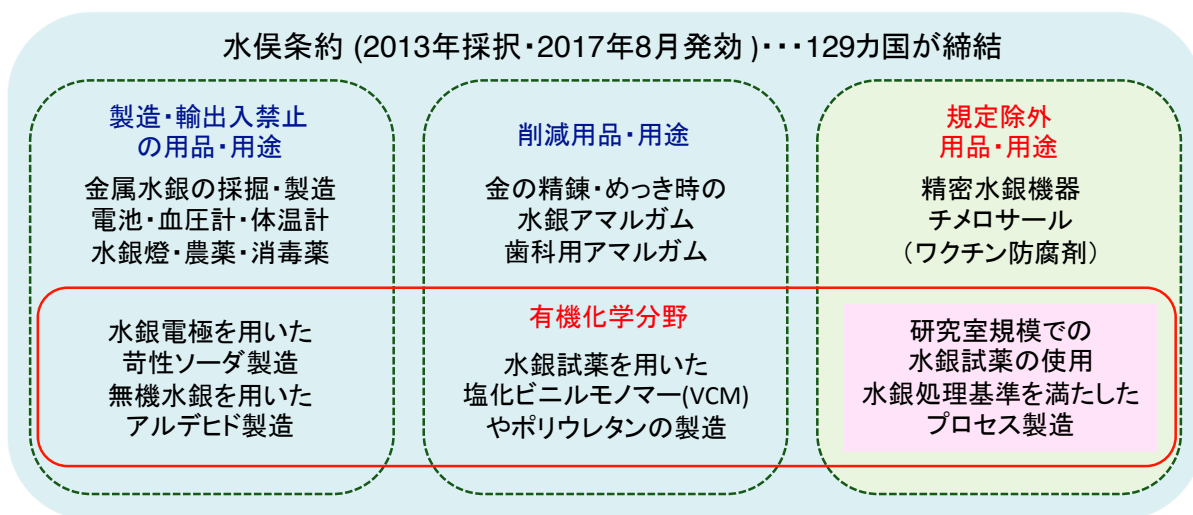 水俣条約 (2013年採択・2017年8月発効 )・・・129カ国が締結
製造・輸出入禁止
の用品・用途
金属水銀の採掘・製造
電池・血圧計・体温計
水銀燈・農薬・消毒薬
削減用品・用途
金の精錬・めっき時の
水銀アマルガム
歯科用アマルガム
規定除外
用品・用途
精密水銀機器
チメロサール
（ワクチン防腐剤）
水銀電極を用いた
苛性ソーダ製造
無機水銀を用いた
アルデヒド製造
有機化学分野
水銀試薬を用いた
塩化ビニルモノマー(VCM)
やポリウレタンの製造
研究室規模での
水銀試薬の使用
水銀処理基準を満たした
プロセス製造